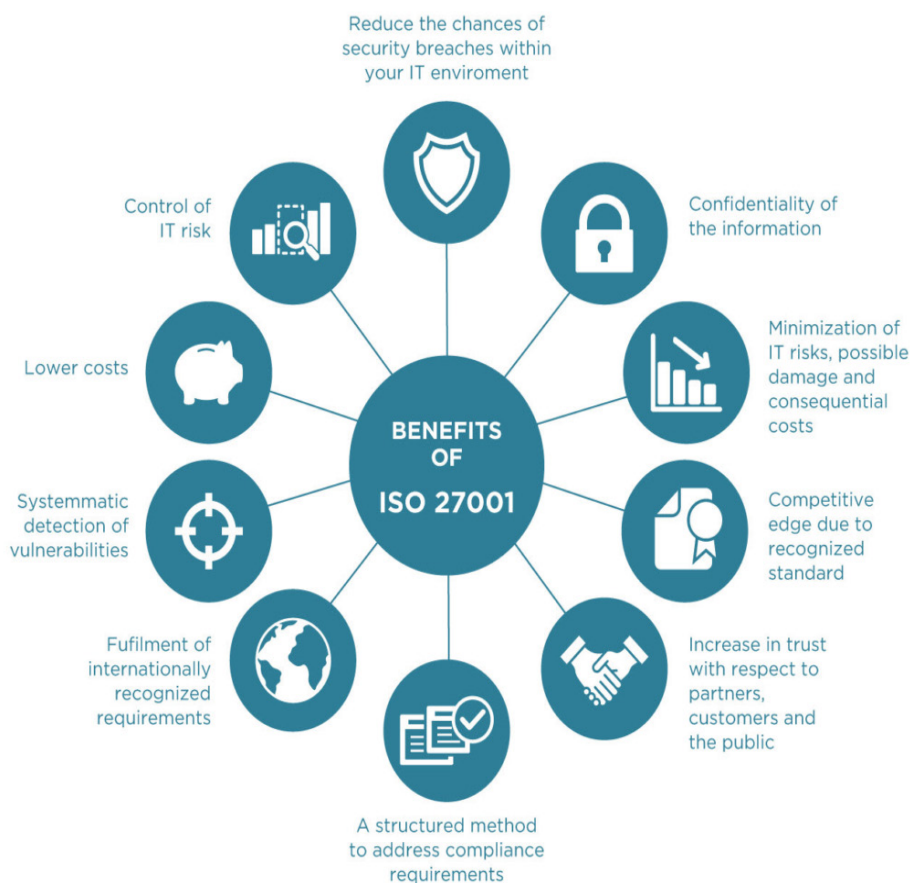 Reduce the chances of
security breaches within
your IT enviroment
Confidentiality of
the information
Minimization of
IT risks, possible
damage and
consequential
costs
Competitive
edge due to
recognized
standard
Increase in trust
with respect to
partners,
customers and
the public
A structured method
to address compliance
requirements
Fufilment of
internationally
recognized
requirements
Systemmatic
detection of
vulnerabilities
Lower costs
Control of
IT risk
BENEFITS
OF
ISO 27001